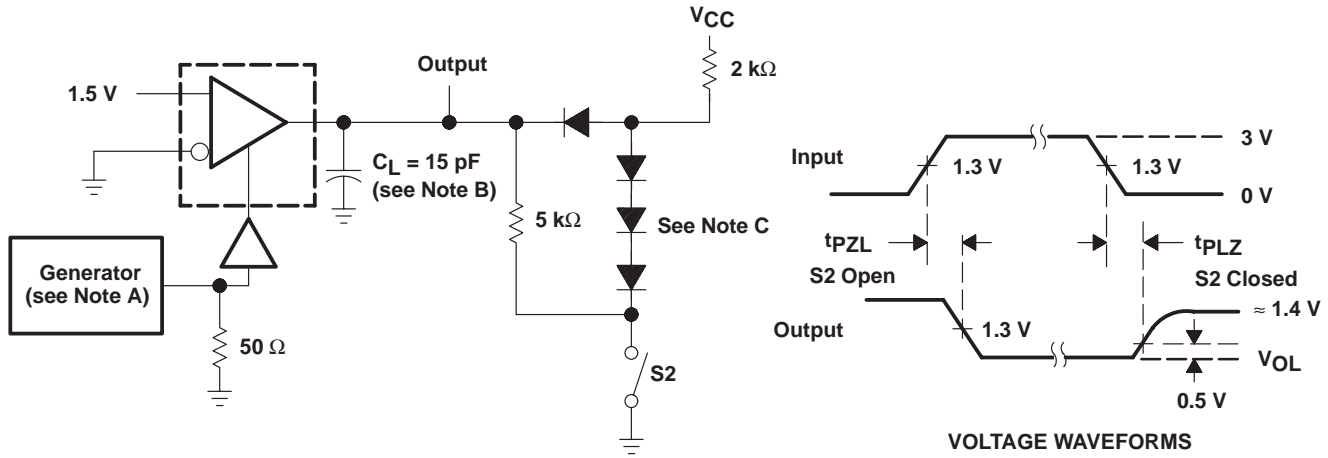 VCC
2 kΩ
Output
1.5 V
CL = 15 pF
(see Note B)
5 kΩ
See Note C
Generator
(see Note A)
50 Ω
S2
Input
3 V
1.3 V
1.3 V
0 V
tPZL
tPLZ
S2 Open
S2 Closed
≈ 1.4 V
Output
1.3 V
VOL
0.5 V
VOLTAGE WAVEFORMS